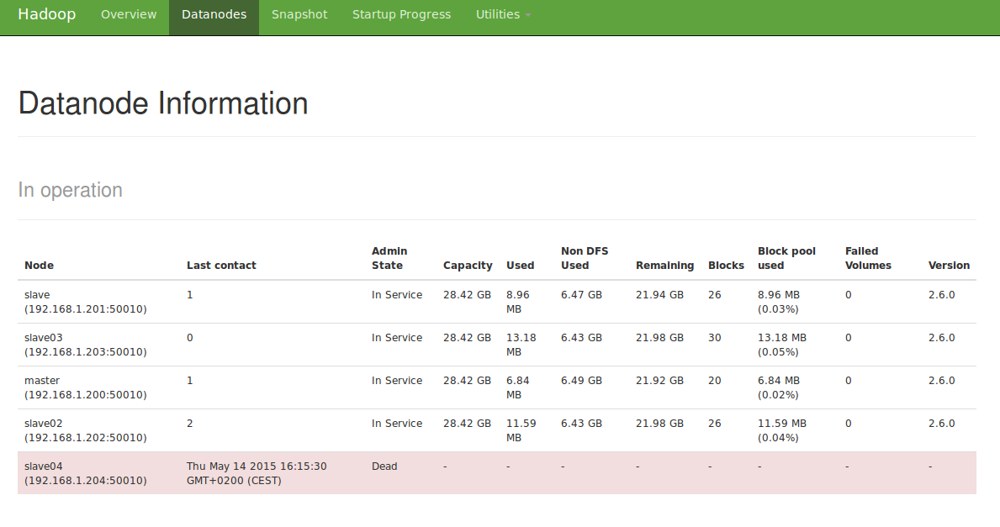 Hadoop Overview Datanodes Snapshot Startup Progress Utilities
Datanode Information
In operation
Node Last contact Admin State Capacity Used Non DFS Used Remaining Blocks Block pool used Failed Volumes Version
slave (192.168.1.201:50010) 1 In Service 28.42 GB 8.96 MB 6.47 GB 21.94 GB 26 8.96 MB (0.03%) 0 2.6.0
slave03 (192.168.1.203:50010) 0 In Service 28.42 GB 13.18 MB 6.43 GB 21.98 GB 30 13.18 MB (0.05%) 0 2.6.0
master (192.168.1.200:50010) 1 In Service 28.42 GB 6.84 MB 6.49 GB 21.92 GB 20 6.84 MB (0.02%) 0 2.6.0
slave02 (192.168.1.202:50010) 2 In Service 28.42 GB 11.59 MB 6.43 GB 21.98 GB 26 11.59 MB (0.04%) 0 2.6.0
slave04 (192.168.1.204:50010) Thu May 14 2015 16:15:30 GMT+0200 (CEST) Dead - - - - - - - -